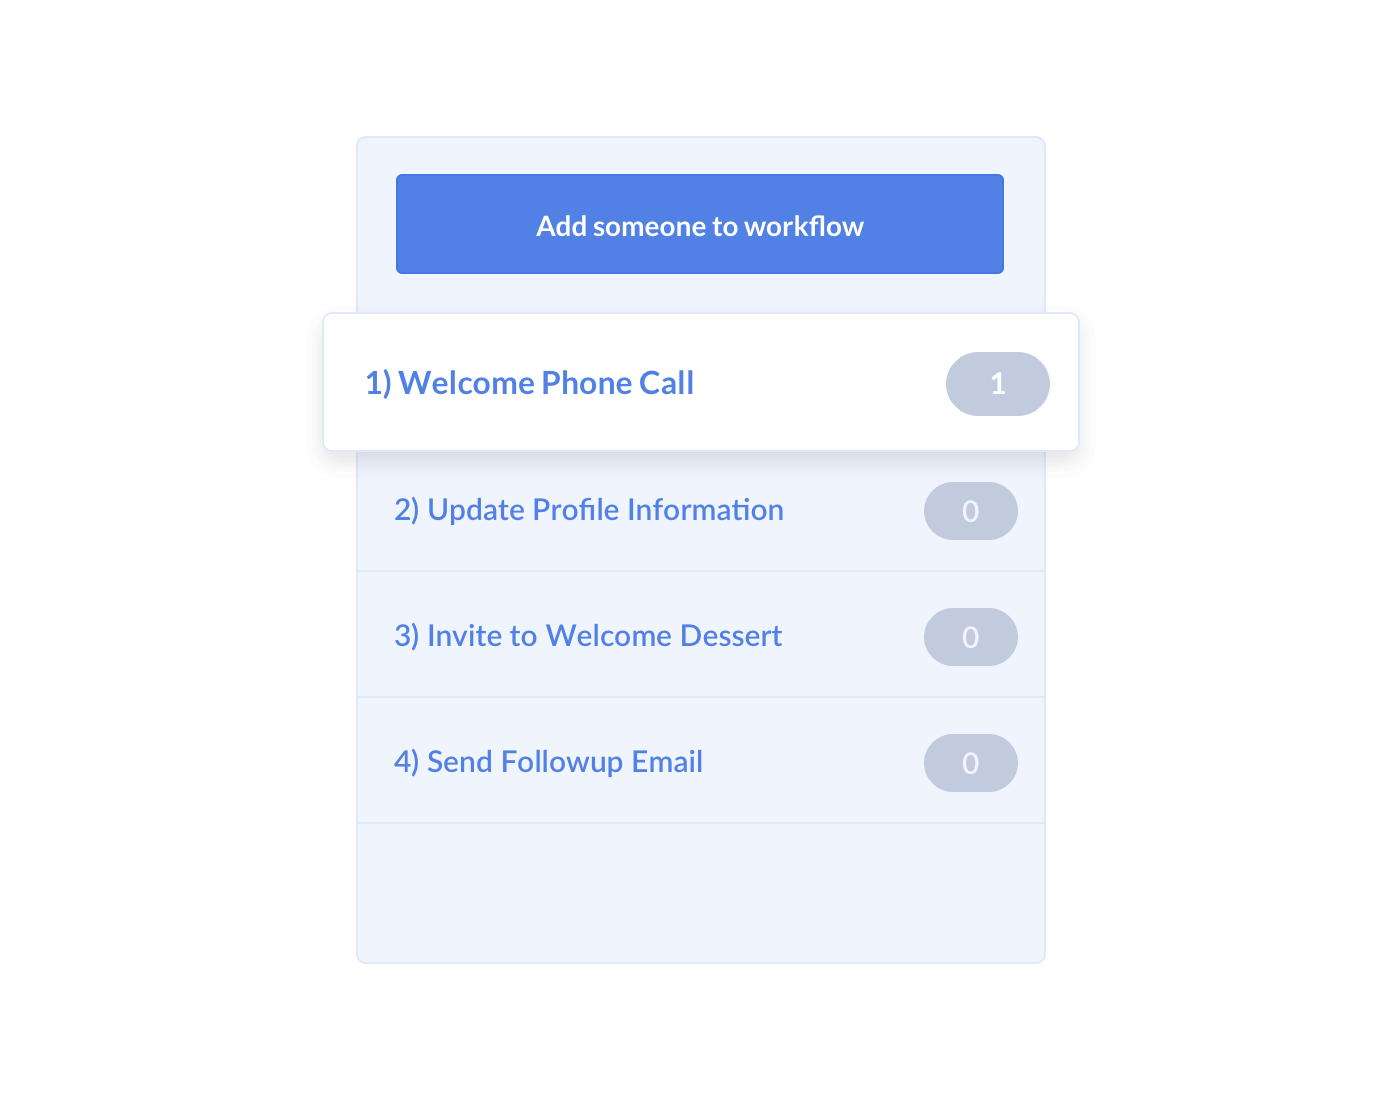 Add someone to workflow
1) Welcome Phone Call 1
2) Update Profile Information 0
3) Invite to Welcome Dessert 0
4) Send Followup Email 0